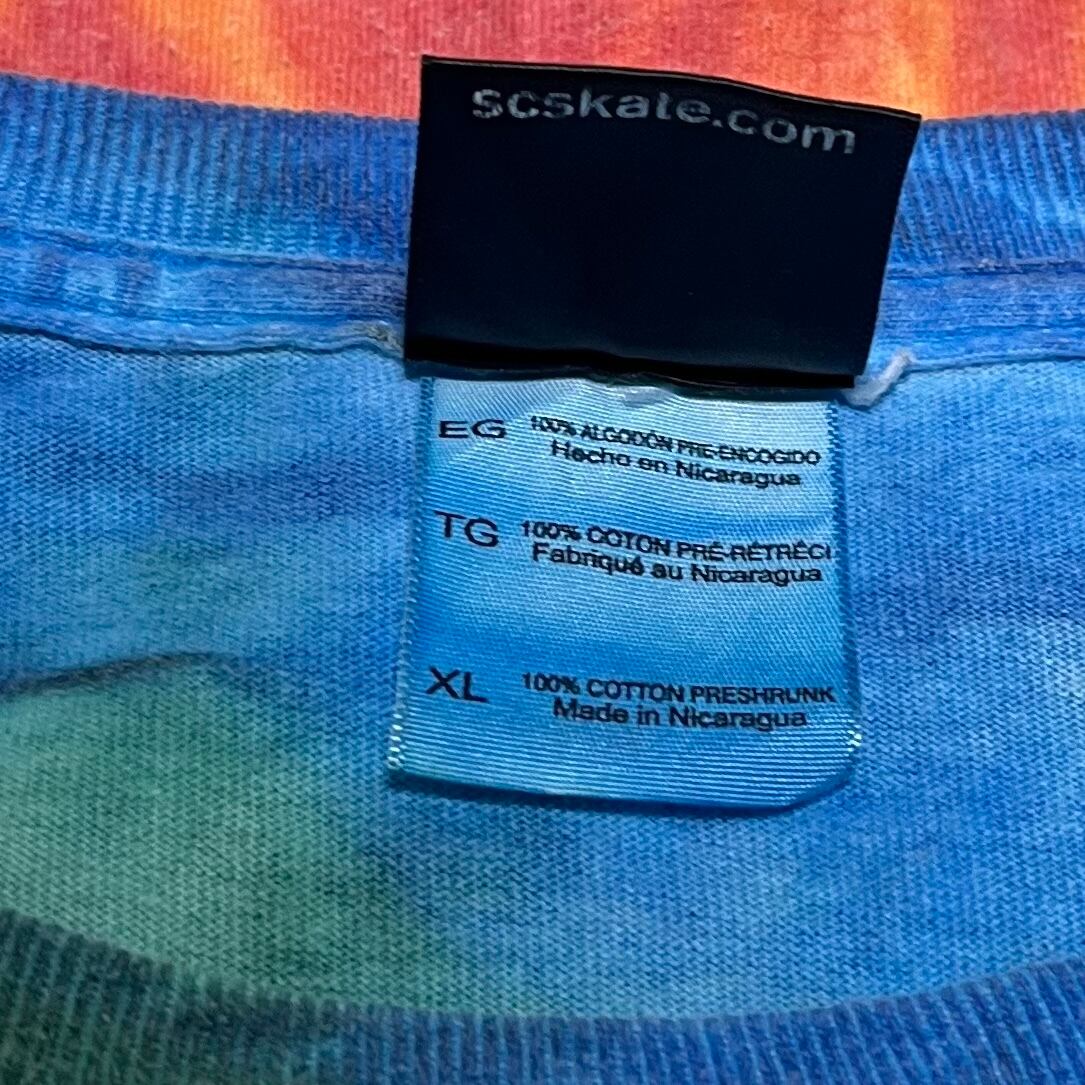 scskate.com
EG 100% ALGODÓN PRE-ENCOGIDO
Hecho en Nicaragua
TG 100% COTON PRÉ-RÉTRÉCI
Fabriqué au Nicaragua
XL 100% COTTON PRESHRUNK
Made in Nicaragua